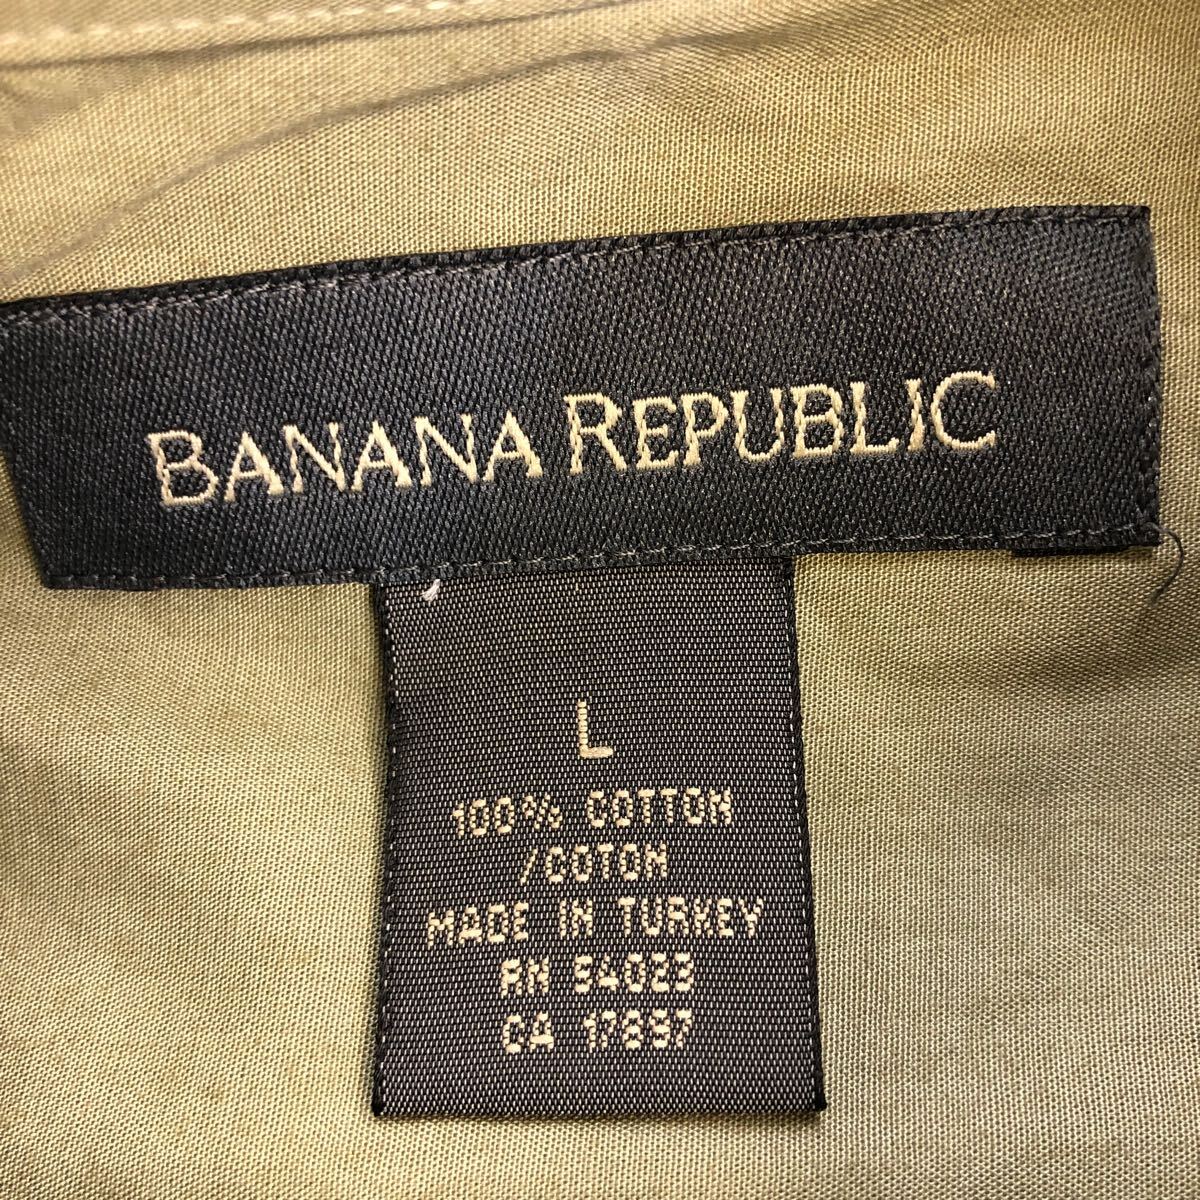 BANANA REPUBLIC
L
100% COTTON
/COTON
MADE IN TURKEY
RN 54023
CA 17897